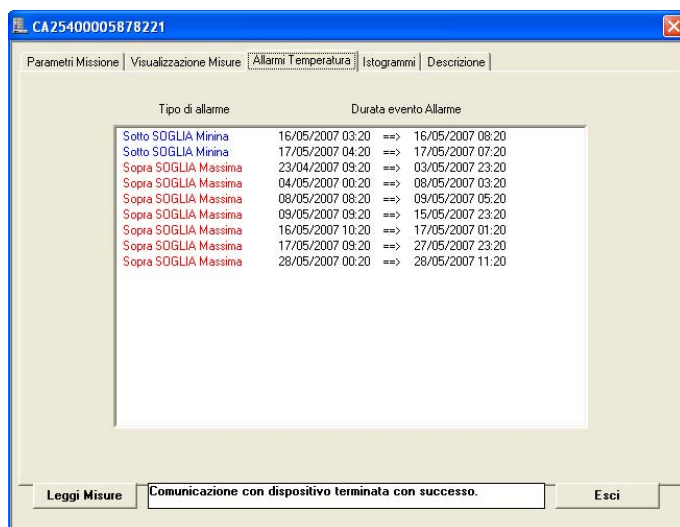 CA25400005878221
Parametri Missione Visualizzazione Misure Allarmi Temperatura Istogrammi Descrizione
Tipo di allarme Durata evento Allarme
Sotto SOGLIA Minina 16/05/2007 03:20 ==> 16/05/2007 08:20
Sotto SOGLIA Minina 17/05/2007 04:20 ==> 17/05/2007 07:20
Sopra SOGLIA Massima 23/04/2007 09:20 ==> 03/05/2007 23:20
Sopra SOGLIA Massima 04/05/2007 00:20 ==> 08/05/2007 03:20
Sopra SOGLIA Massima 08/05/2007 08:20 ==> 09/05/2007 05:20
Sopra SOGLIA Massima 09/05/2007 09:20 ==> 15/05/2007 23:20
Sopra SOGLIA Massima 16/05/2007 10:20 ==> 17/05/2007 01:20
Sopra SOGLIA Massima 17/05/2007 09:20 ==> 27/05/2007 23:20
Sopra SOGLIA Massima 28/05/2007 00:20 ==> 28/05/2007 11:20
Leggi Misure Comunicazione con dispositivo terminata con successo. Esci